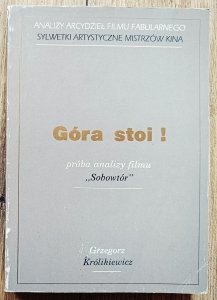 ANALIZY ARCYDZIEŁ FILMU FABULARNEGO
SYLWETKI ARTYSTYCZNE MISTRZÓW KINA
Góra stoi !
próba analizy filmu
„Sobowtór”
Grzegorz
Królikiewicz